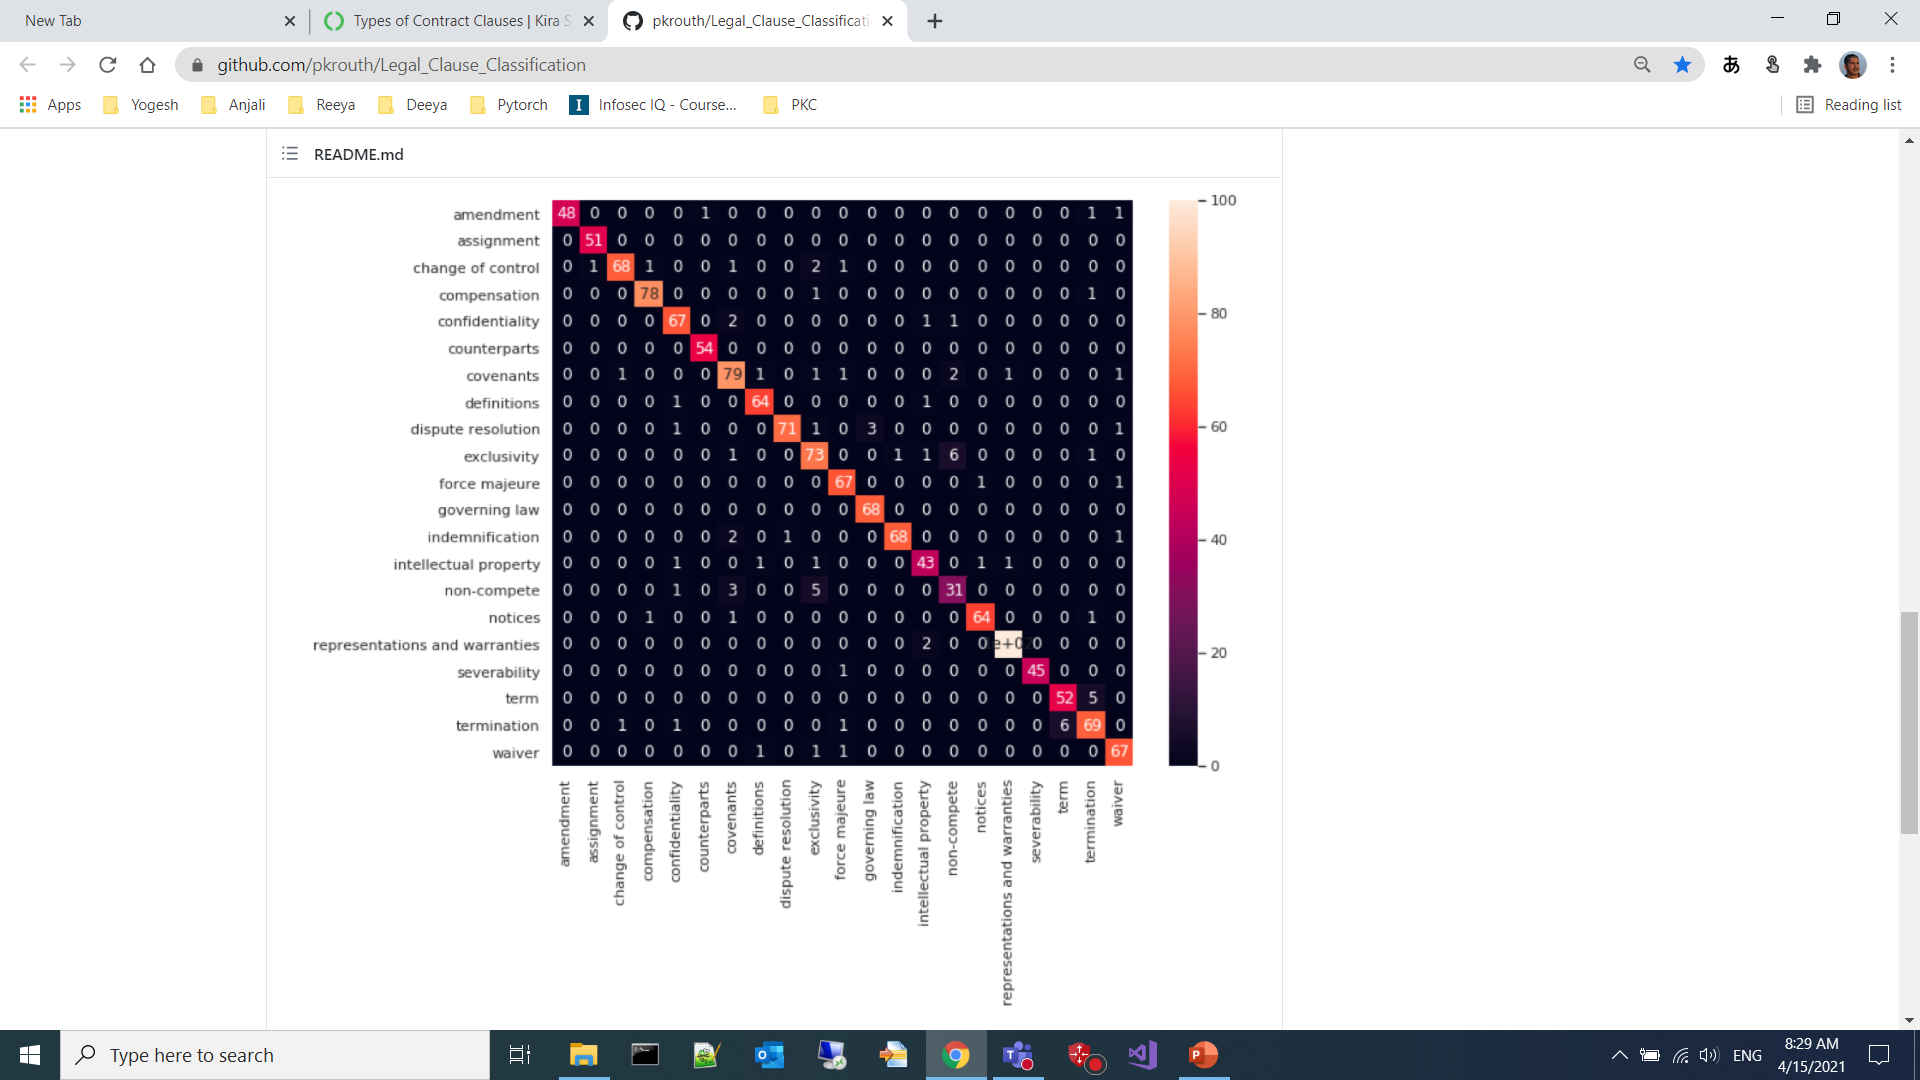 New Tab
Types of Contract Clauses | Kira S
pkrouth/Legal_Clause_Classificati
github.com/pkrouth/Legal_Clause_Classification
Apps Yogesh Anjali Reeya Deeya Pytorch Infosec IQ - Course... PKC Reading list
README.md
amendment 48 0 0 0 0 1 0 0 0 0 0 0 0 0 0 0 0 0 0 1 1
assignment 0 51 0 0 0 0 0 0 0 0 0 0 0 0 0 0 0 0 0 0 0
change of control 0 1 68 1 0 0 1 0 0 2 1 0 0 0 0 0 0 0 0 0 0
compensation 0 0 0 78 0 0 0 0 0 1 0 0 0 0 0 0 0 0 0 1 0
confidentiality 0 0 0 0 67 0 2 0 0 0 0 0 0 1 1 0 0 0 0 0 0
counterparts 0 0 0 0 0 54 0 0 0 0 0 0 0 0 0 0 0 0 0 0 0
covenants 0 0 1 0 0 0 79 1 0 1 1 0 0 0 2 0 1 0 0 0 1
definitions 0 0 0 0 1 0 0 64 0 0 0 0 0 1 0 0 0 0 0 0 0
dispute resolution 0 0 0 0 1 0 0 0 71 1 0 3 0 0 0 0 0 0 0 0 1
exclusivity 0 0 0 0 0 0 1 0 0 73 0 0 1 1 6 0 0 0 0 1 0
force majeure 0 0 0 0 0 0 0 0 0 0 67 0 0 0 0 1 0 0 0 0 1
governing law 0 0 0 0 0 0 0 0 0 0 0 68 0 0 0 0 0 0 0 0 0
indemnification 0 0 0 0 0 0 2 0 1 0 0 0 68 0 0 0 0 0 0 0 1
intellectual property 0 0 0 0 1 0 0 1 0 1 0 0 0 43 0 1 1 0 0 0 0
non-compete 0 0 0 0 1 0 3 0 0 5 0 0 0 0 31 0 0 0 0 0 0
notices 0 0 0 1 0 0 1 0 0 0 0 0 0 0 0 64 0 0 0 1 0
representations and warranties 0 0 0 0 0 0 0 0 0 0 0 0 0 2 0 0 e+0 0 0 0 0
severability 0 0 0 0 0 0 0 0 0 0 1 0 0 0 0 0 0 45 0 0 0
term 0 0 0 0 0 0 0 0 0 0 0 0 0 0 0 0 0 0 52 5 0
termination 0 0 1 0 1 0 0 0 0 0 1 0 0 0 0 0 0 0 6 69 0
waiver 0 0 0 0 0 0 0 1 0 1 1 0 0 0 0 0 0 0 0 0 67
100
80
60
40
20
0
amendment
assignment
change of control
compensation
confidentiality
counterparts
covenants
definitions
dispute resolution
exclusivity
force majeure
governing law
indemnification
intellectual property
non-compete
notices
representations and warranties
severability
term
termination
waiver
Type here to search
ENG
8:29 AM
4/15/2021